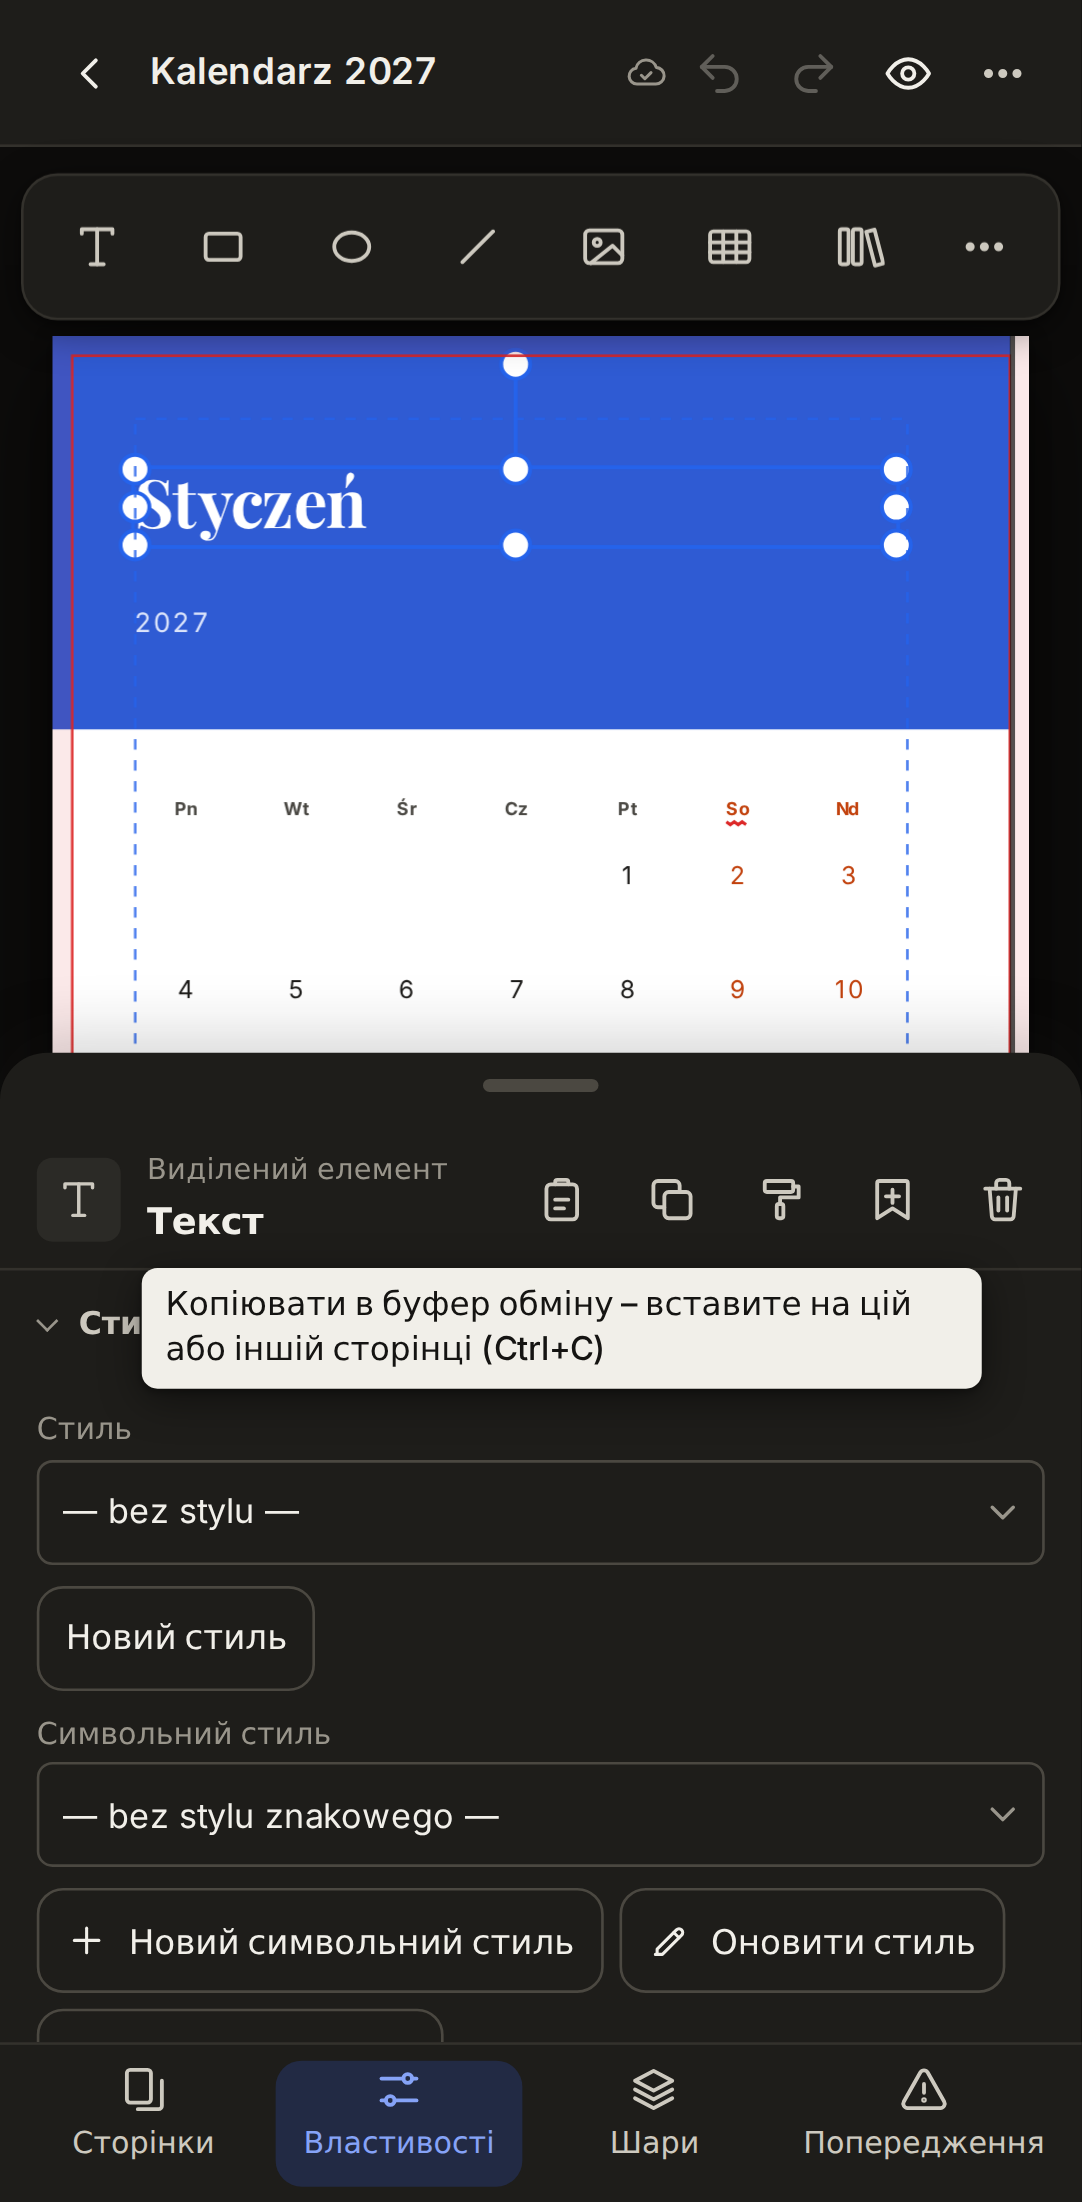 Kalendarz 2027
Styczeń
2027
Pn Wt Śr Cz Pt So Nd
1 2 3
4 5 6 7 8 9 10
Виділений елемент
Текст
Копіювати в буфер обміну – вставите на цій
або іншій сторінці (Ctrl+C)
Сти
Стиль
— bez stylu —
Новий стиль
Символьний стиль
— bez stylu znakowego —
Новий символьний стиль
Оновити стиль
Сторінки
Властивості
Шари
Попередження